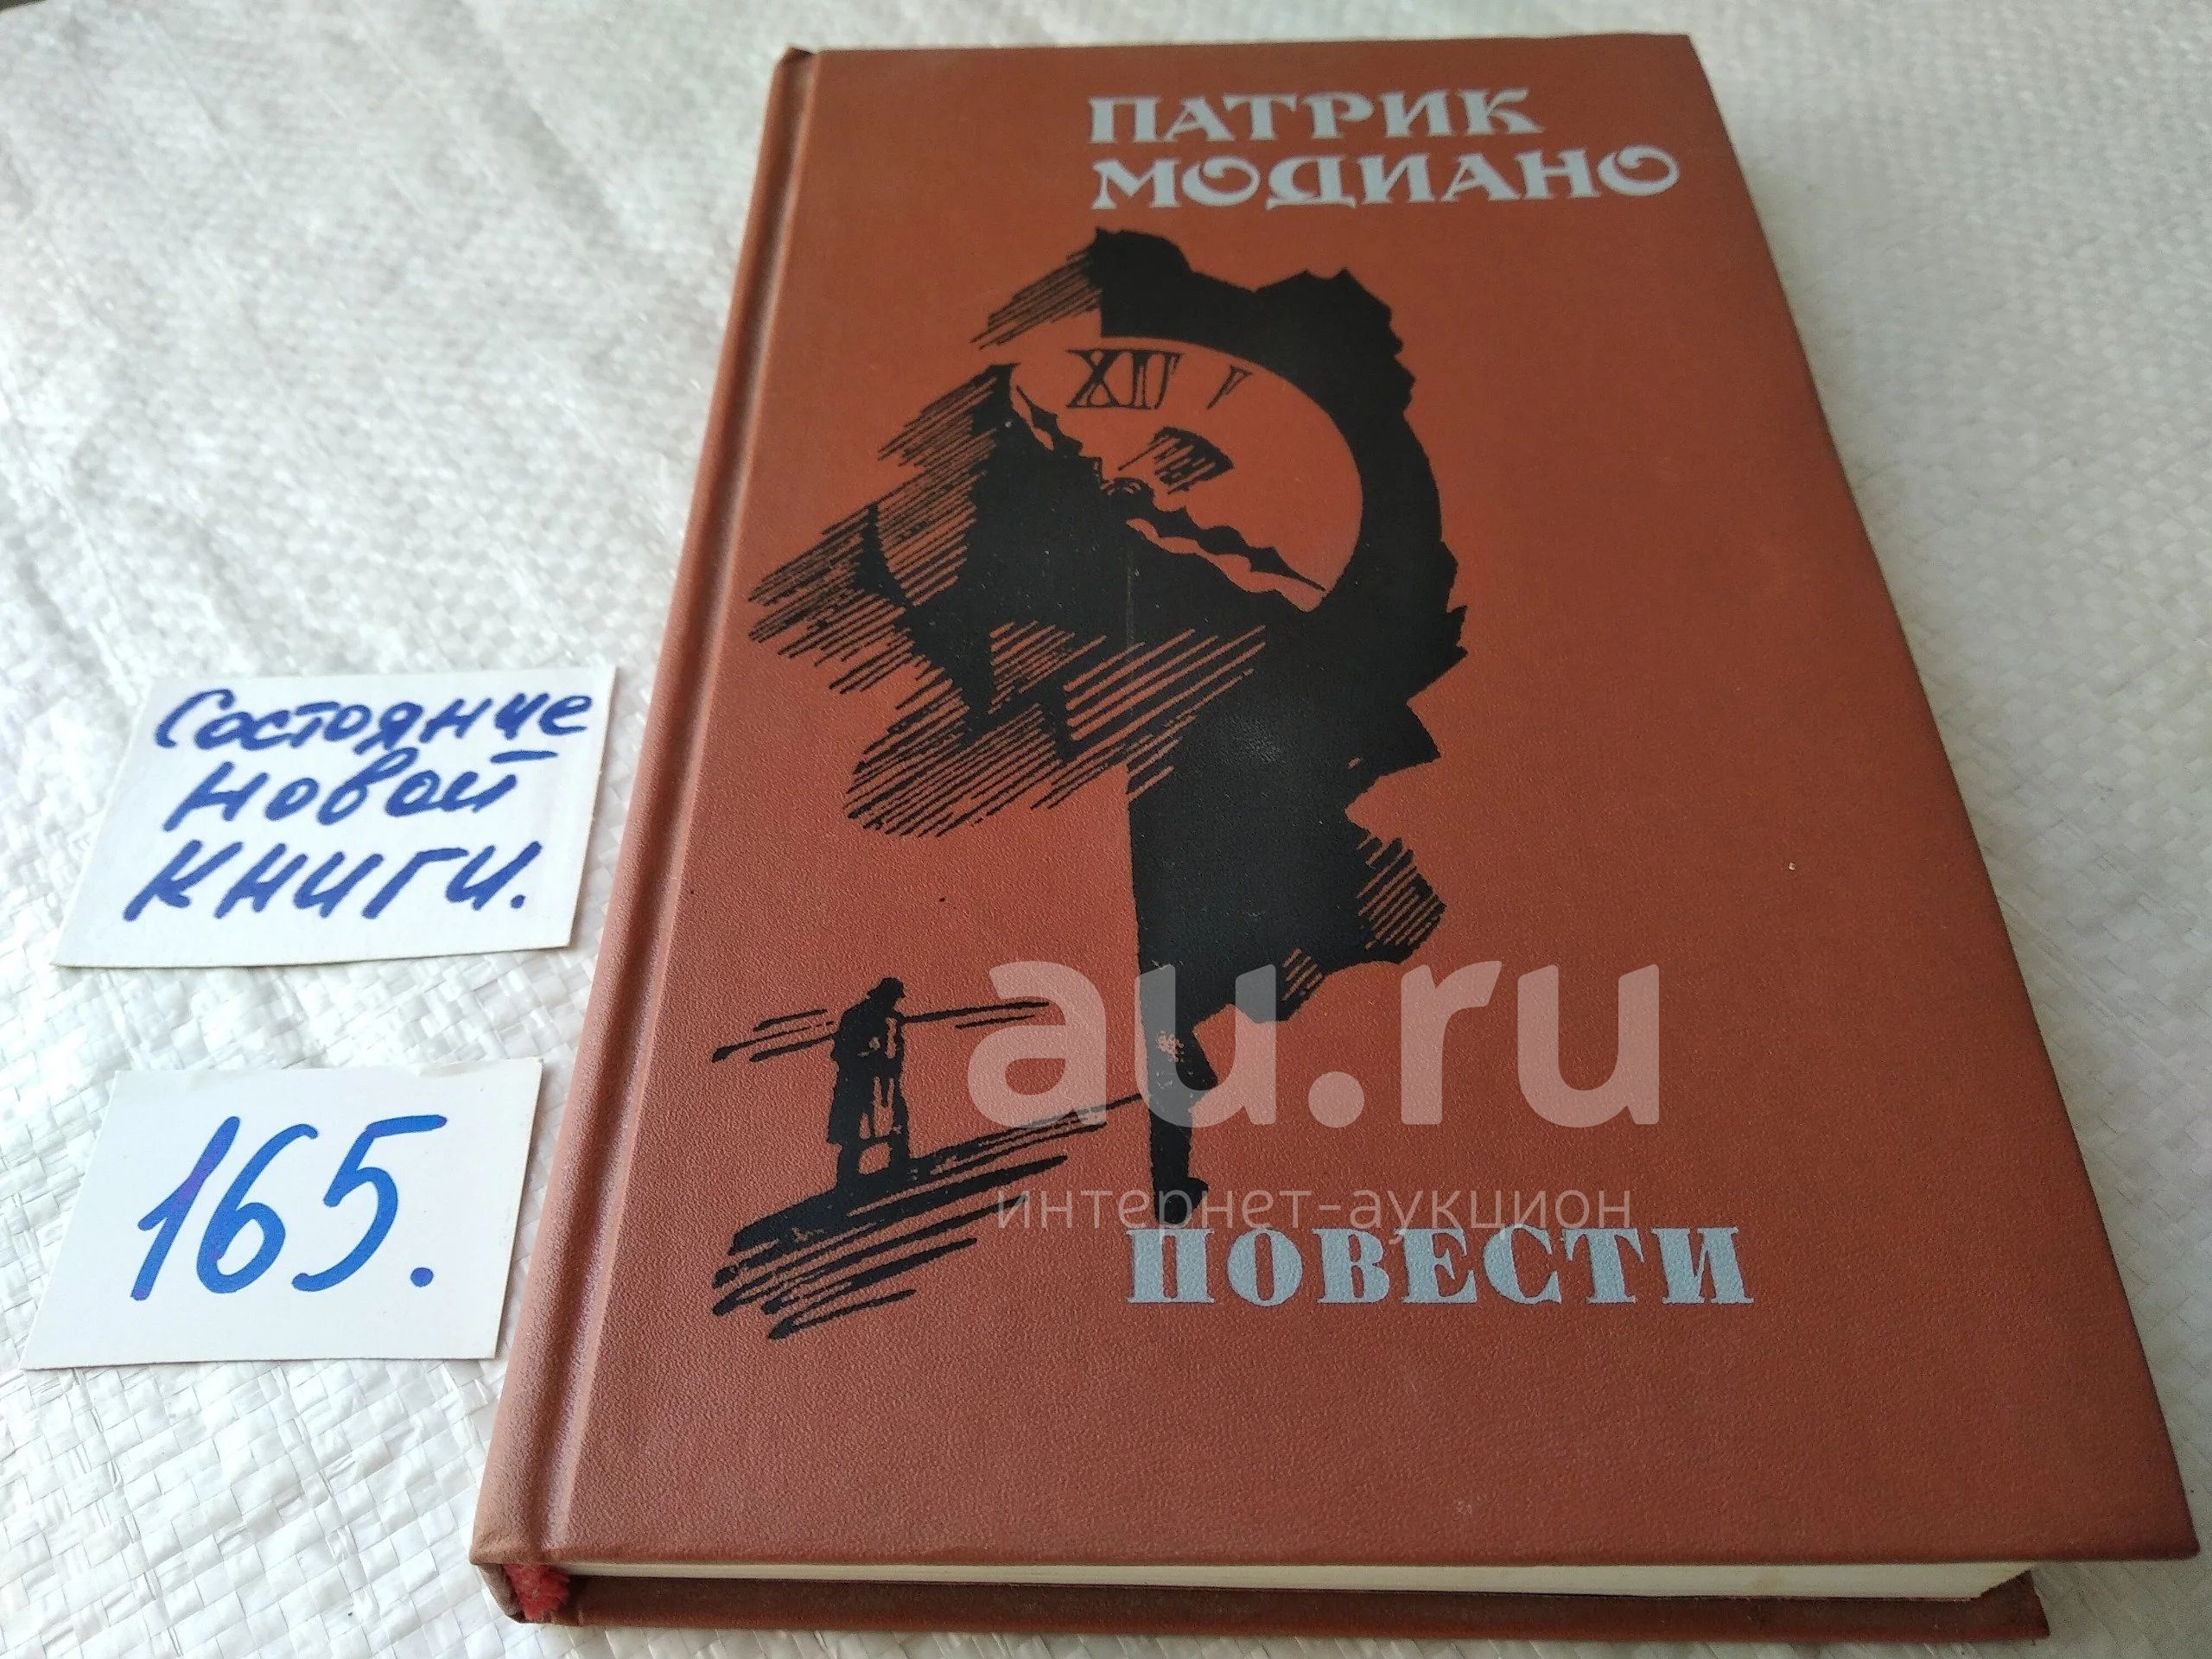 ПАТРИК
МОДИАНО
XII I
Состояние
новой
книги.
165.
au.ru
интернет-аукцион
ПОВЕСТИ